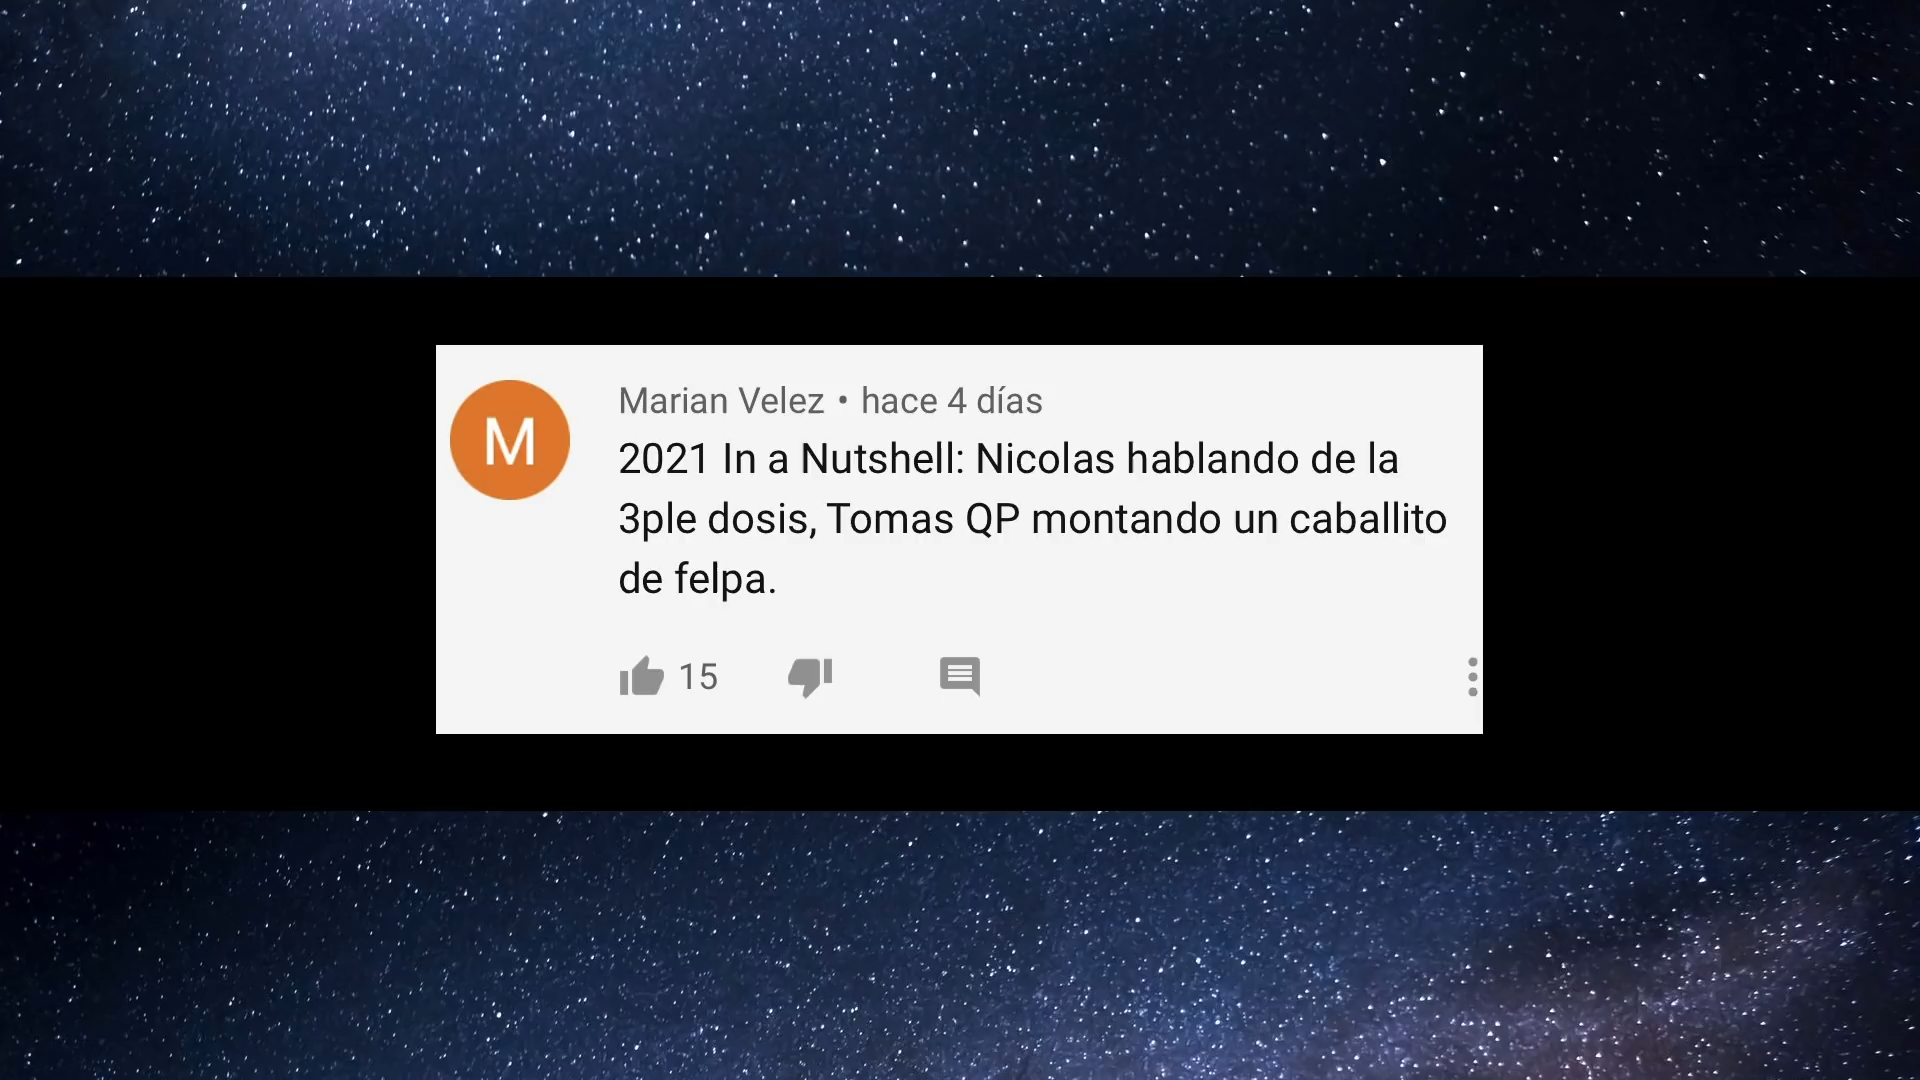 M
Marian Velez • hace 4 días
2021 In a Nutshell: Nicolas hablando de la
3ple dosis, Tomas QP montando un caballito
de felpa.
15